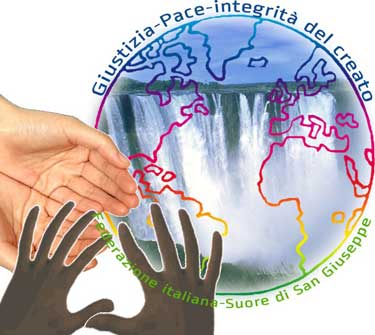 Giustizia-Pace-integrità del creato
Federazione italiana-Suore di San Giuseppe